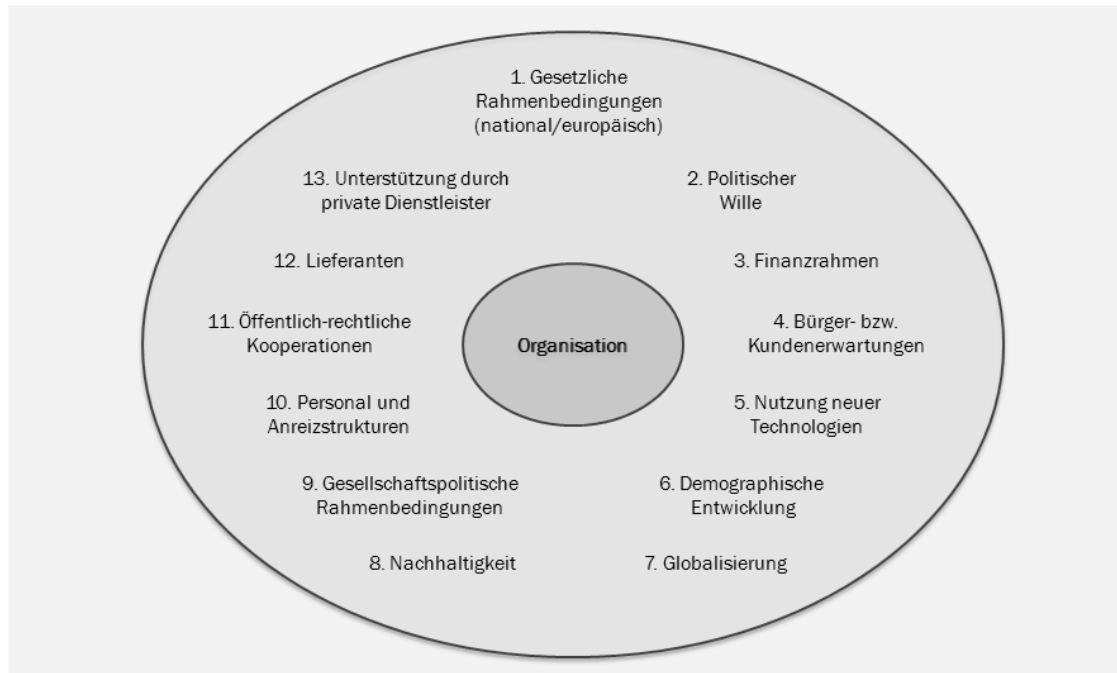 1. Gesetzliche
Rahmenbedingungen
(national/europäisch)
2. Politischer
Wille
3. Finanzrahmen
4. Bürger- bzw.
Kundenerwartungen
5. Nutzung neuer
Technologien
6. Demographische
Entwicklung
7. Globalisierung
8. Nachhaltigkeit
9. Gesellschaftspolitische
Rahmenbedingungen
10. Personal und
Anreizstrukturen
11. Öffentlich-rechtliche
Kooperationen
12. Lieferanten
13. Unterstützung durch
private Dienstleister
Organisation